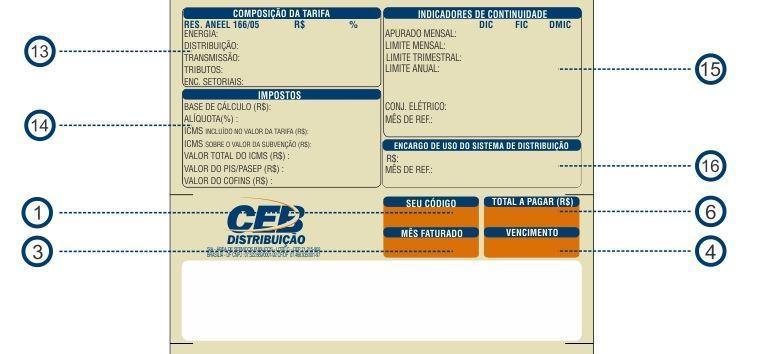 COMPOSIÇÃO DA TARIFA
RES. ANEEL 166/05 R$ %
ENERGIA:
DISTRIBUIÇÃO:
TRANSMISSÃO:
TRIBUTOS:
ENC. SETORIAIS:
13
IMPOSTOS
BASE DE CÁLCULO (R$):
ALÍQUOTA(%) :
ICMS INCLUÍDO NO VALOR DA TARIFA (R$):
ICMS SOBRE O VALOR DA SUBVENÇÃO (R$):
VALOR TOTAL DO ICMS (R$) :
VALOR DO PIS/PASEP (R$) :
VALOR DO COFINS (R$) :
14
INDICADORES DE CONTINUIDADE
DIC FIC DMIC
APURADO MENSAL:
LIMITE MENSAL:
LIMITE TRIMESTRAL:
LIMITE ANUAL:
CONJ. ELÉTRICO:
MÊS DE REF.:
15
ENCARGO DE USO DO SISTEMA DE DISTRIBUIÇÃO
R$:
MÊS DE REF.:
16
CEB
DISTRIBUIÇÃO
1
SEU CÓDIGO
TOTAL A PAGAR (R$)
6
3
MÊS FATURADO
VENCIMENTO
4